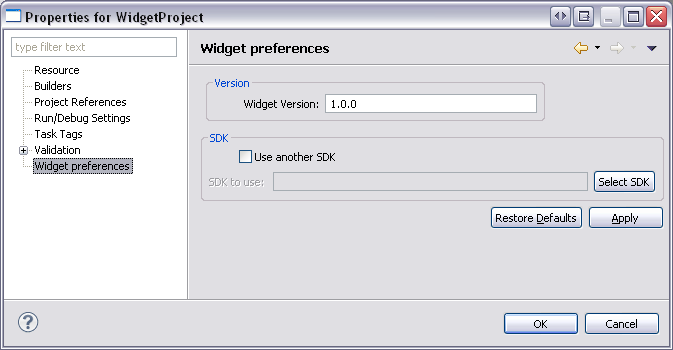 Properties for WidgetProject
type filter text
Resource
Builders
Project References
Run/Debug Settings
Task Tags
Validation
Widget preferences
Widget preferences
Version
Widget Version: 1.0.0
SDK
Use another SDK
SDK to use: Select SDK
Restore Defaults Apply
? OK Cancel